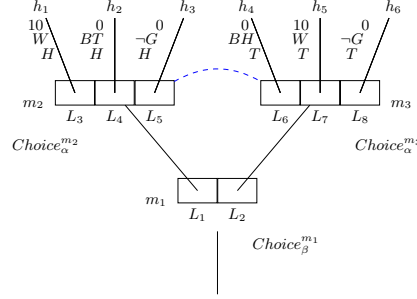 h₁ h₂ h₃ h₄ h₅ h₆
10 0 0 0 10 0
W BT ¬G BH W ¬G
H H H T T T
m₂ m₃
L₃ L₄ L₅ L₆ L₇ L₈
Choice_α^{m₂} Choice_α^{m
m₁
L₁ L₂
Choice_β^{m₁}